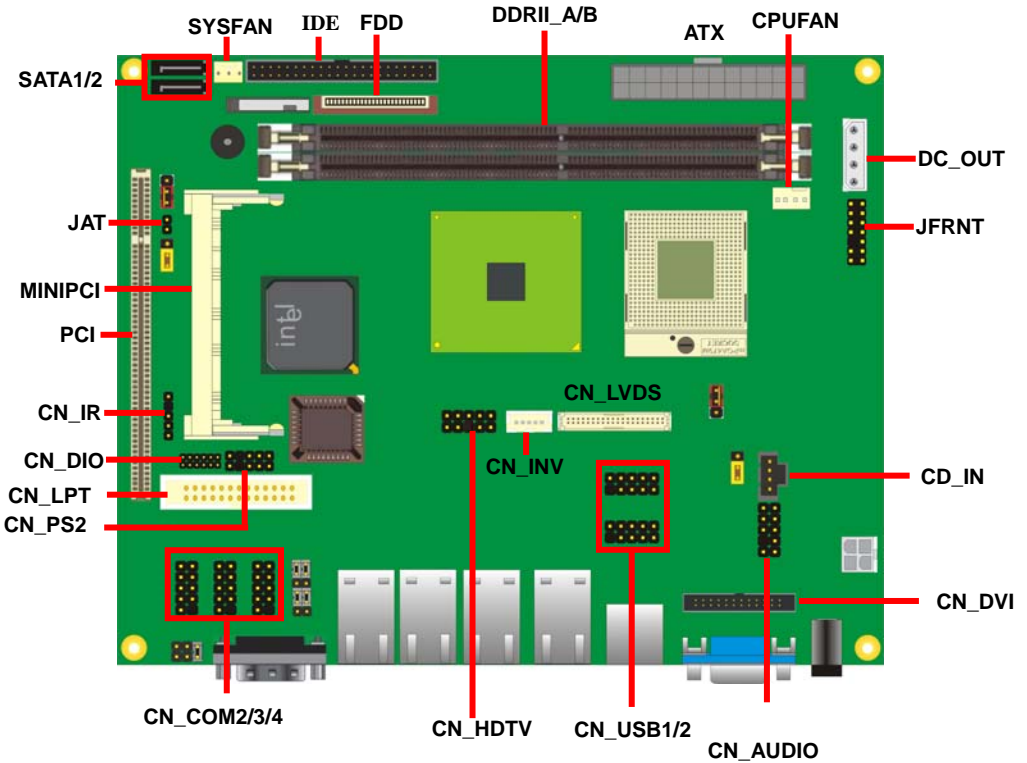 DDRII_A/B
SYSFAN
IDE
FDD
ATX
CPUFAN
SATA1/2
DC_OUT
JAT
JFRNT
MINIPCI
intel
PCI
CN_LVDS
CN_IR
CN_INV
CN_DIO
CD_IN
CN_LPT
CN_PS2
CN_DVI
CN_COM2/3/4
CN_HDTV
CN_USB1/2
CN_AUDIO